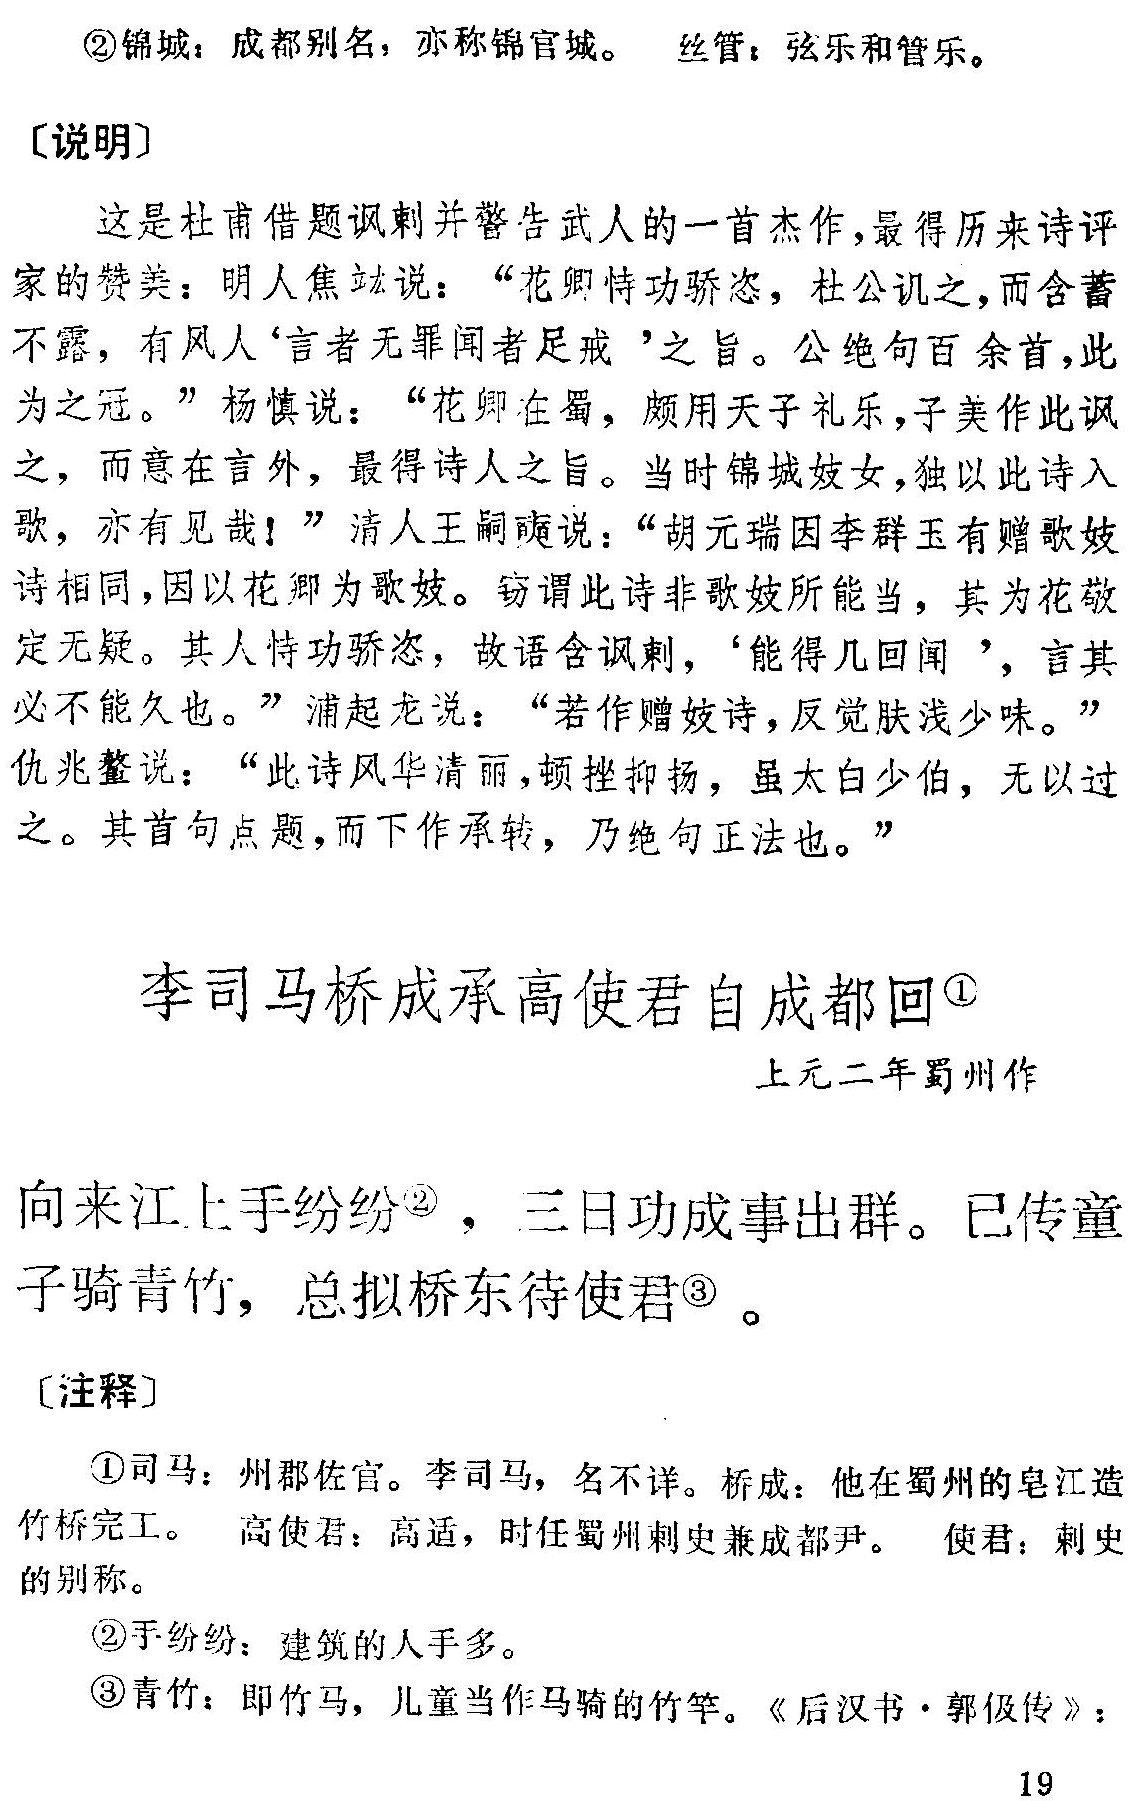 ②锦城：成都别名，亦称锦官城。　丝管：弦乐和管乐。
〔说明〕
这是杜甫借题讽刺并警告武人的一首杰作，最得历来诗评
家的赞美：明人焦竑说：“花卿恃功骄恣，杜公讥之，而含蓄
不露，有风人‘言者无罪闻者足戒’之旨。公绝句百余首，此
为之冠。”杨慎说：“花卿在蜀，颇用天子礼乐，子美作此讽
之，而意在言外，最得诗人之旨。当时锦城妓女，独以此诗入
歌，亦有见哉！”清人王嗣奭说：“胡元瑞因李群玉有赠歌妓
诗相同，因以花卿为歌妓。窃谓此诗非歌妓所能当，其为花敬
定无疑。其人恃功骄恣，故语含讽刺，‘能得几回闻’，言其
必不能久也。”浦起龙说：“若作赠妓诗，反觉肤浅少味。”
仇兆鳌说：“此诗风华清丽，顿挫抑扬，虽太白少伯，无以过
之。其首句点题，而下作承转，乃绝句正法也。”
李司马桥成承高使君自成都回①
上元二年蜀州作
向来江上手纷纷②，三日功成事出群。已传童
子骑青竹，总拟桥东待使君③。
〔注释〕
①司马：州郡佐官。李司马，名不详。桥成：他在蜀州的皂江造
竹桥完工。　高使君：高适，时任蜀州刺史兼成都尹。　使君：刺史
的别称。
②手纷纷：建筑的人手多。
③青竹：即竹马，儿童当作马骑的竹竿。《后汉书·郭伋传》：
19